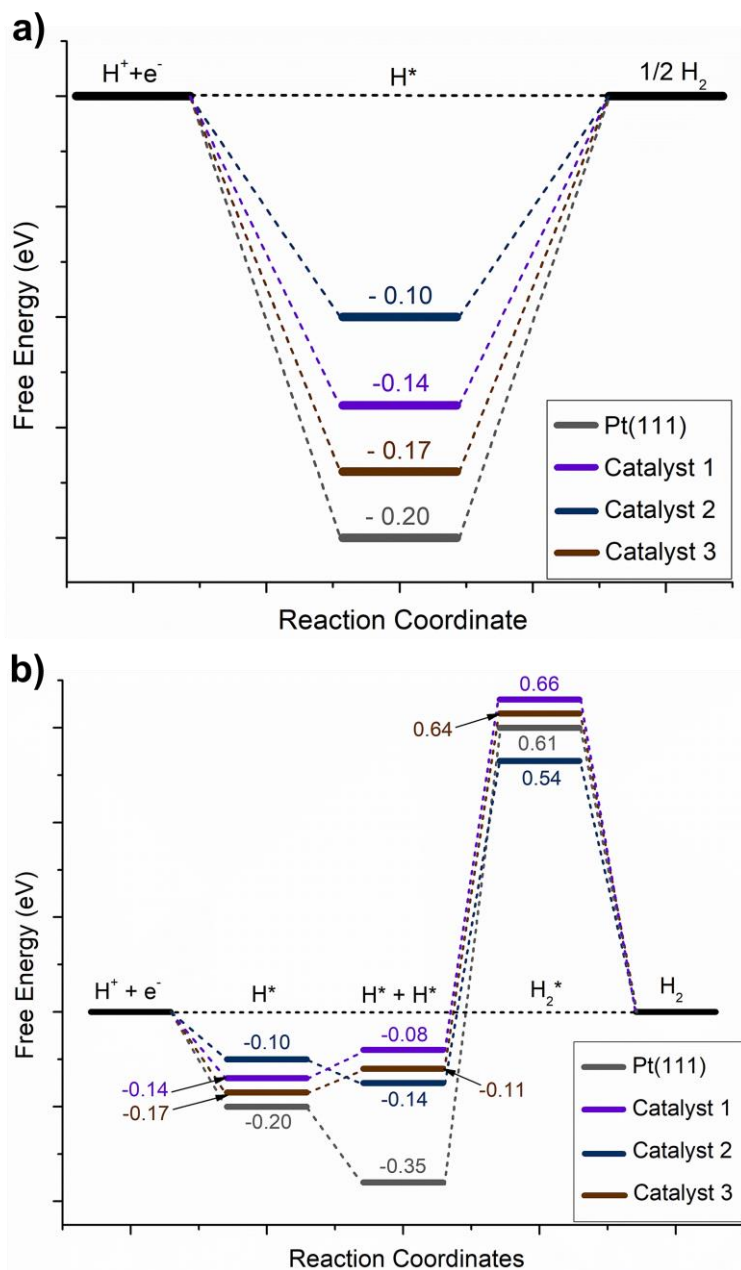 a)
H⁺+e⁻ H* 1/2 H₂
- 0.10
-0.14
- 0.17
- 0.20
Free Energy (eV)
Pt(111)
Catalyst 1
Catalyst 2
Catalyst 3
Reaction Coordinate
b)
0.66
0.64
0.61
0.54
Free Energy (eV)
H⁺ + e⁻ H* H* + H* H₂* H₂
-0.10 -0.08
-0.14 -0.14 -0.11
-0.17
-0.20
-0.35
Pt(111)
Catalyst 1
Catalyst 2
Catalyst 3
Reaction Coordinates